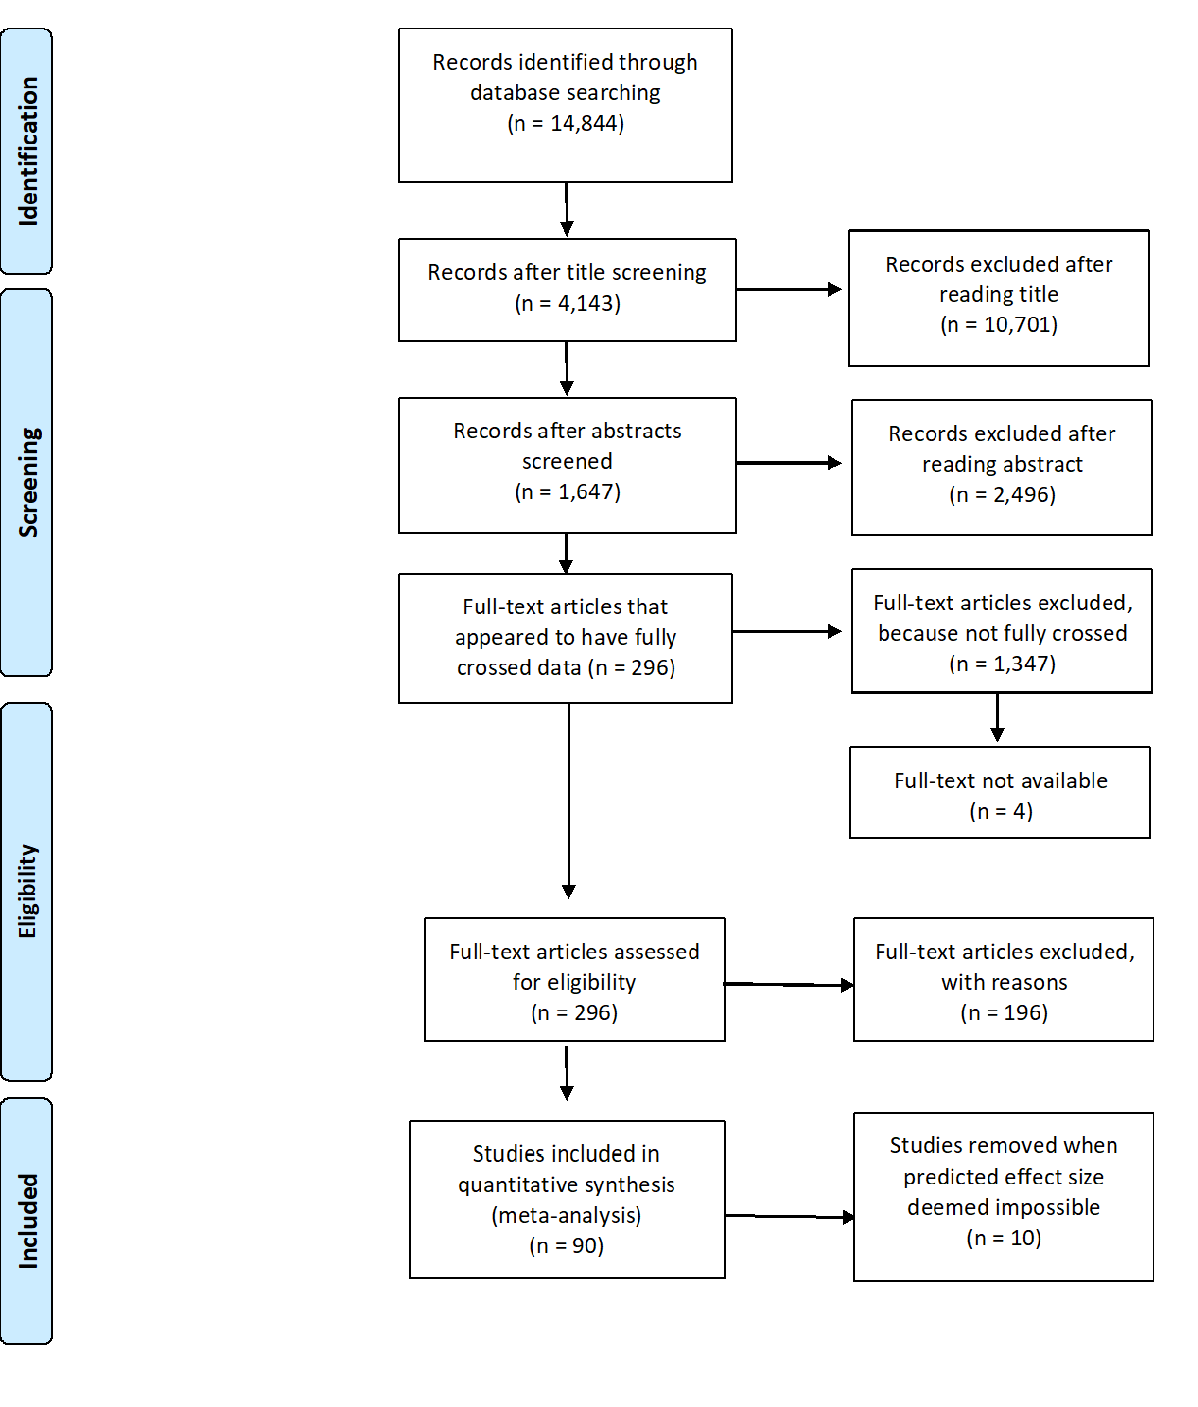 Identification
Records identified through
database searching
(n = 14,844)
Records after title screening
(n = 4,143)
Records excluded after
reading title
(n = 10,701)
Screening
Records after abstracts
screened
(n = 1,647)
Records excluded after
reading abstract
(n = 2,496)
Full-text articles that
appeared to have fully
crossed data (n = 296)
Full-text articles excluded,
because not fully crossed
(n = 1,347)
Full-text not available
(n = 4)
Eligibility
Full-text articles assessed
for eligibility
(n = 296)
Full-text articles excluded,
with reasons
(n = 196)
Included
Studies included in
quantitative synthesis
(meta-analysis)
(n = 90)
Studies removed when
predicted effect size
deemed impossible
(n = 10)